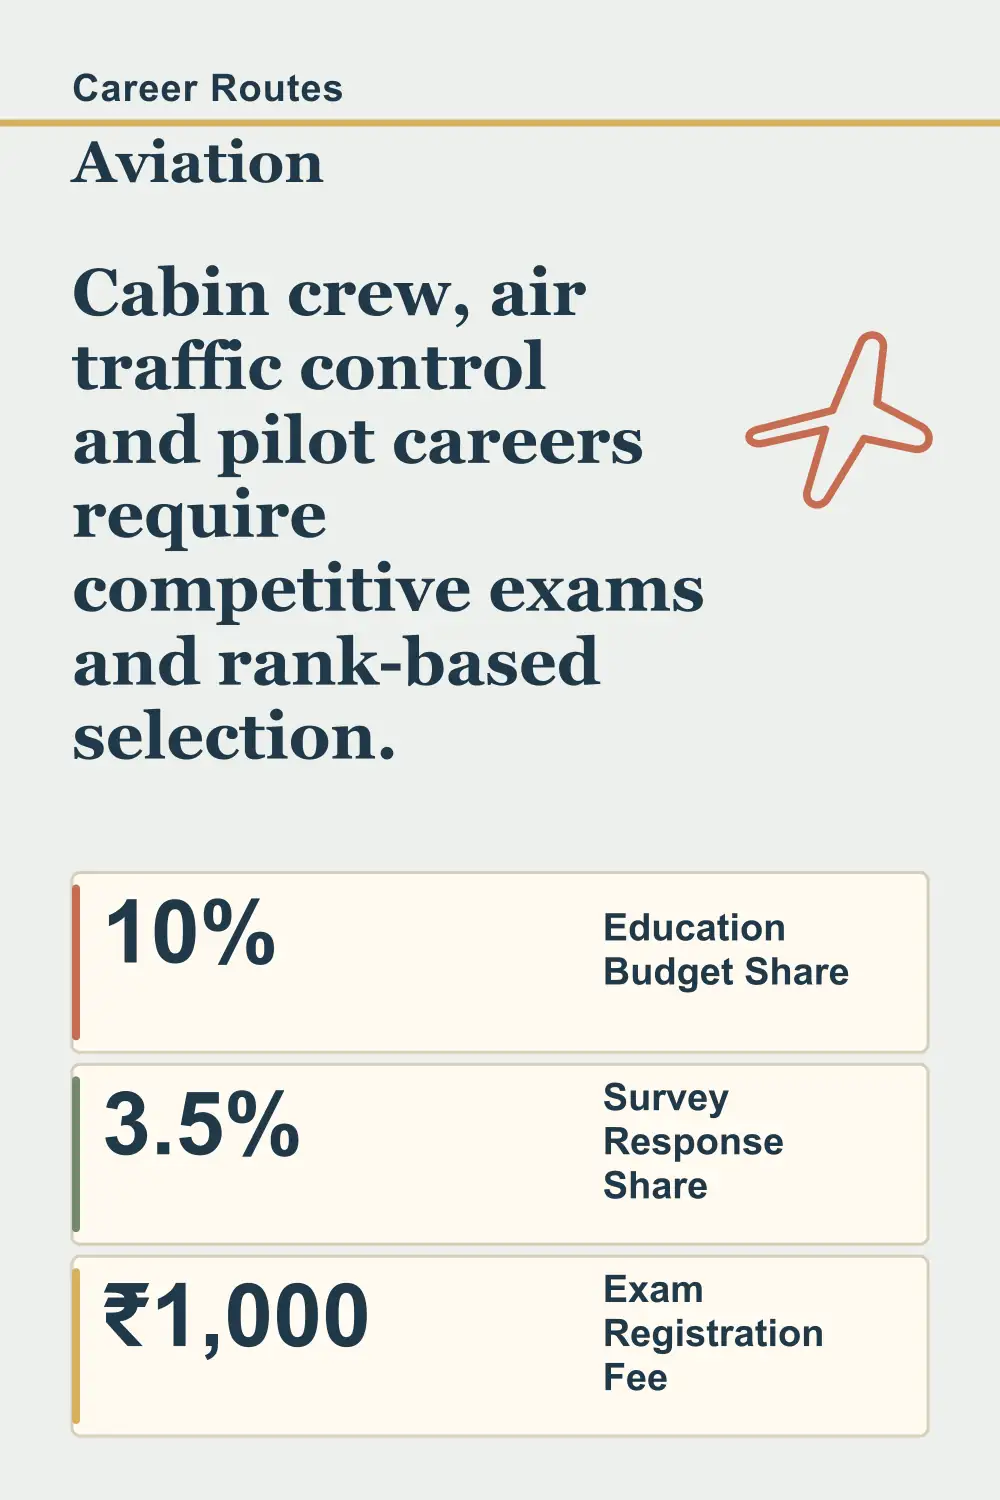 Career Routes
Aviation
Cabin crew, air
traffic control
and pilot careers
require
competitive exams
and rank-based
selection.
10%
Education
Budget Share
3.5%
Survey
Response
Share
₹1,000
Exam
Registration
Fee